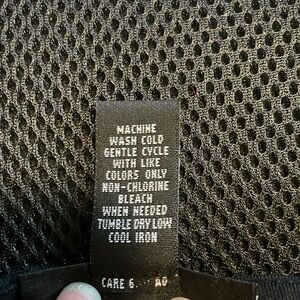 MACHINE
WASH COLD
GENTLE CYCLE
WITH LIKE
COLORS ONLY
NON-CHLORINE
BLEACH
WHEN NEEDED
TUMBLE DRY LOW
COOL IRON
CARE 6